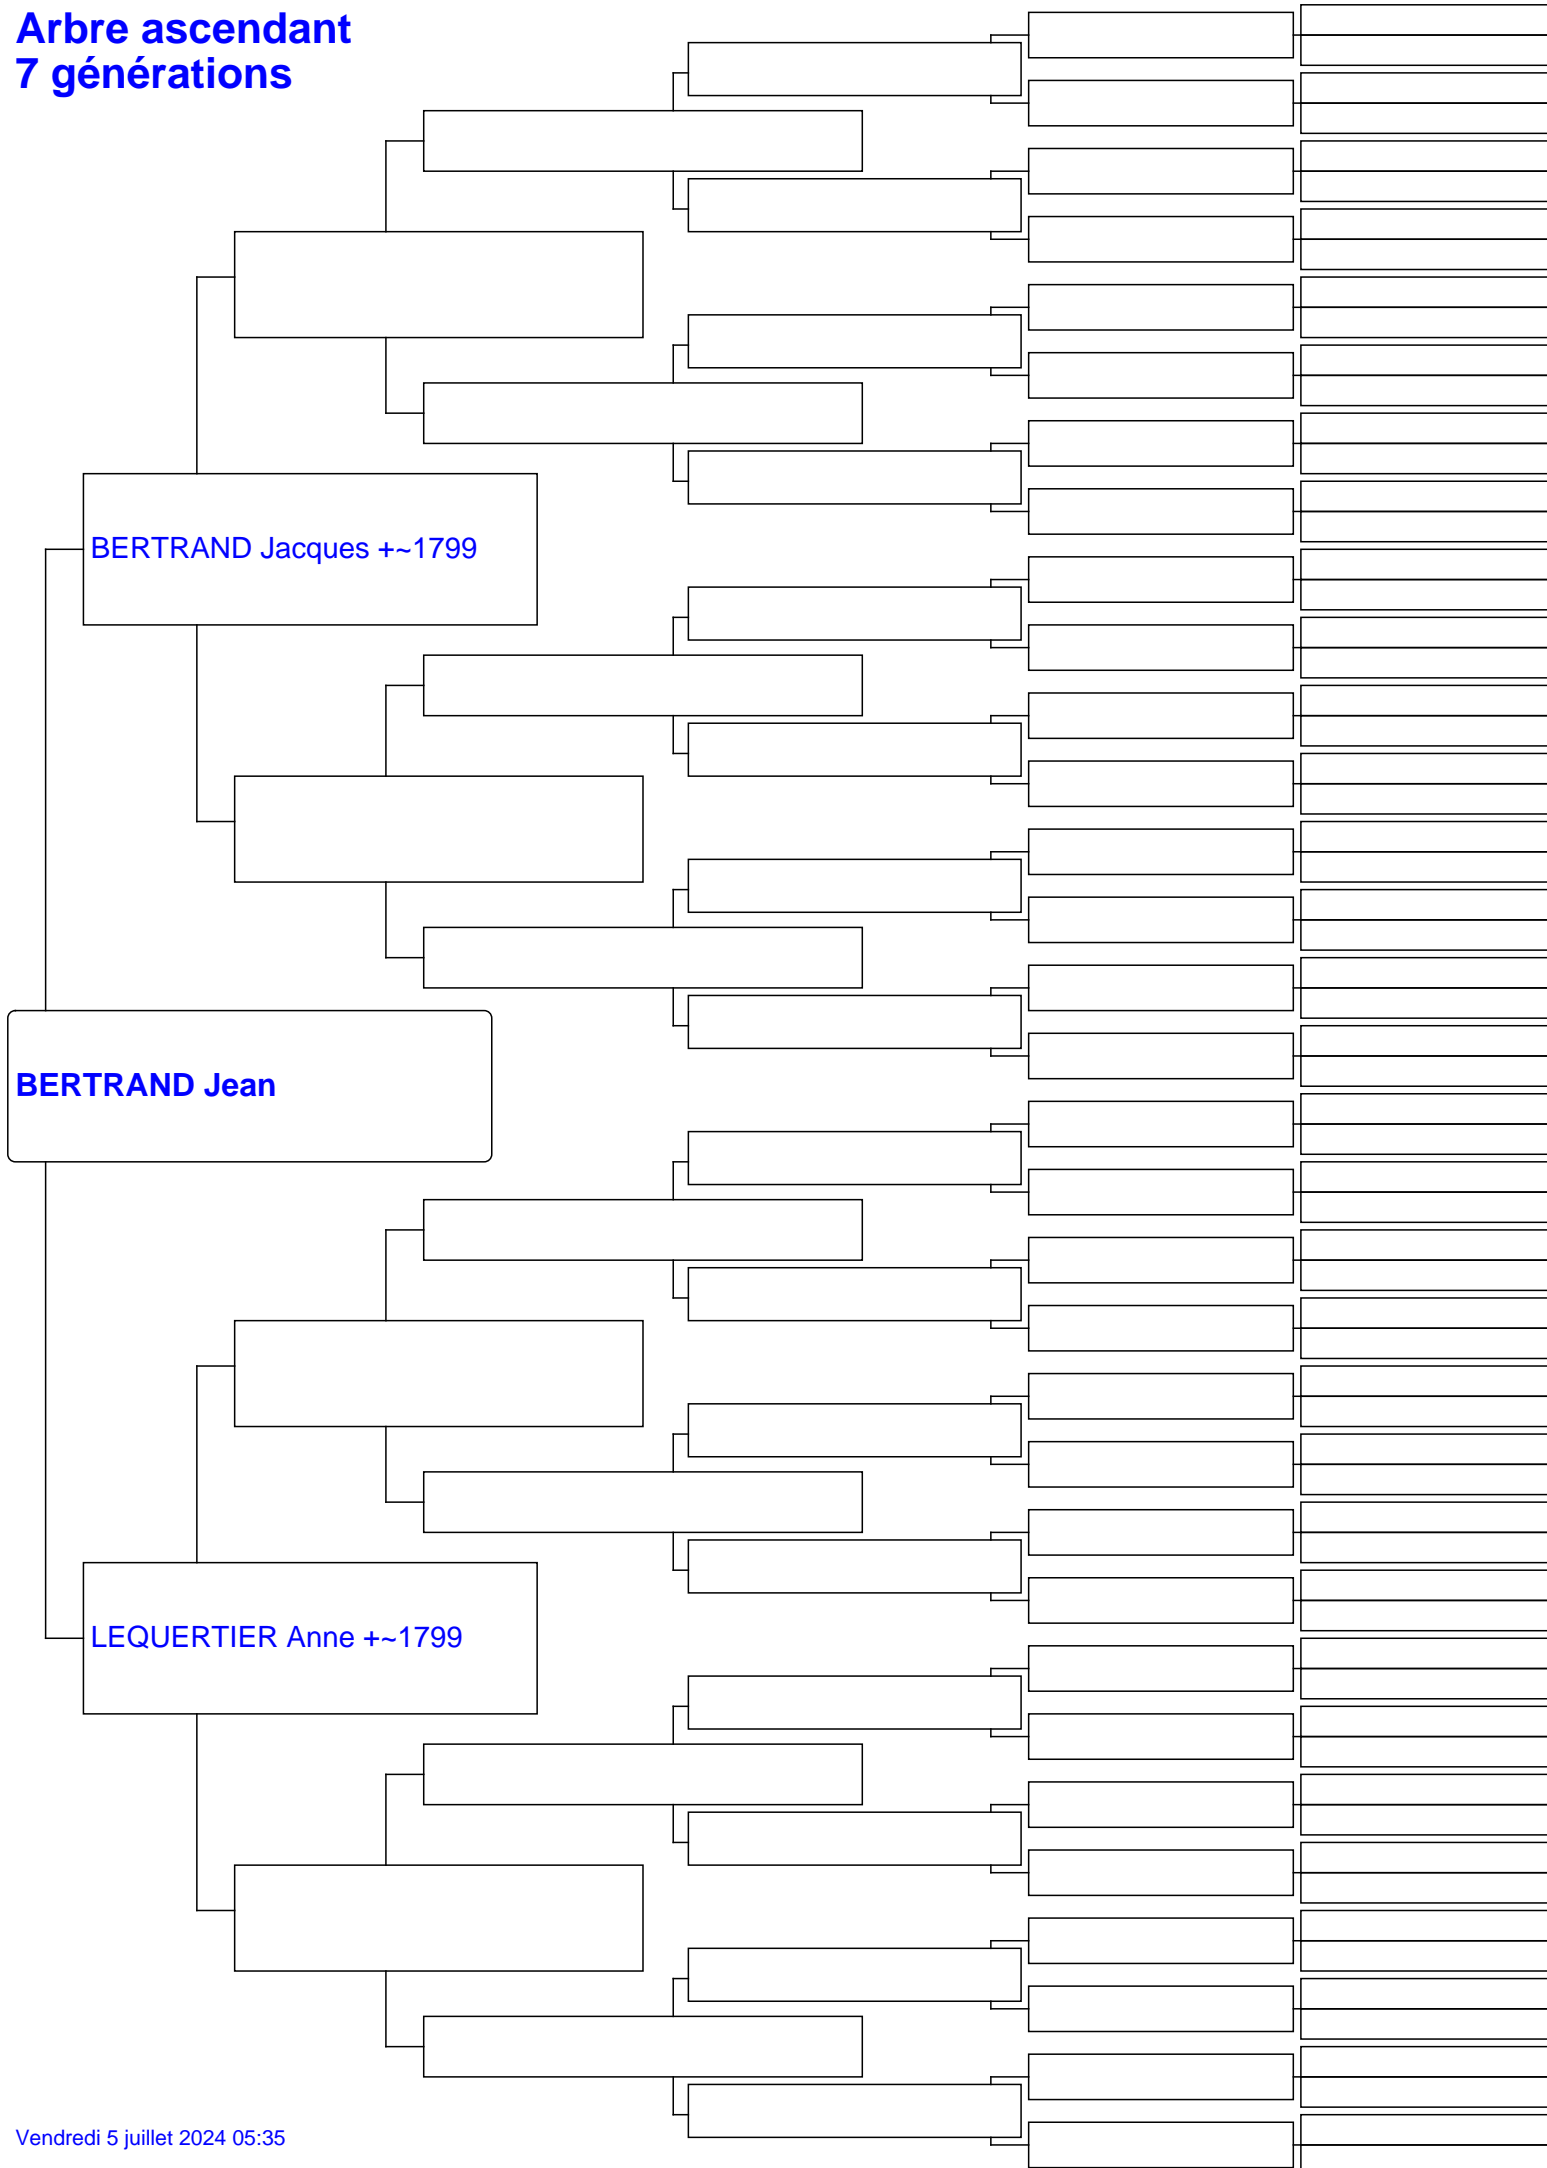 Arbre ascendant
7 générations
BERTRAND Jacques +~1799
BERTRAND Jean
LEQUERTIER Anne +~1799
Vendredi 5 juillet 2024 05:35